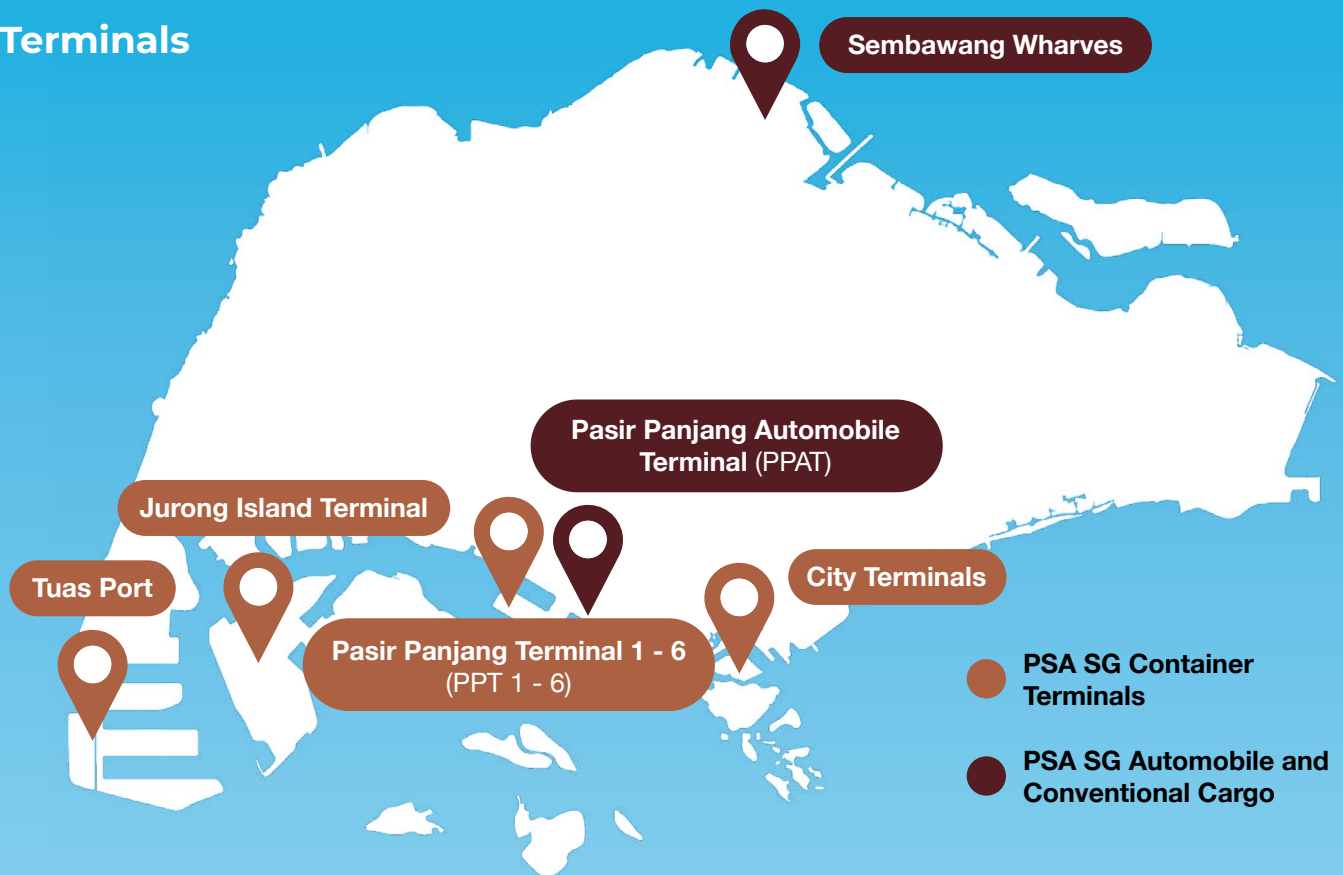 Terminals
Sembawang Wharves
Pasir Panjang Automobile
Terminal (PPAT)
Jurong Island Terminal
Tuas Port
City Terminals
Pasir Panjang Terminal 1 - 6
(PPT 1 - 6)
PSA SG Container
Terminals
PSA SG Automobile and
Conventional Cargo